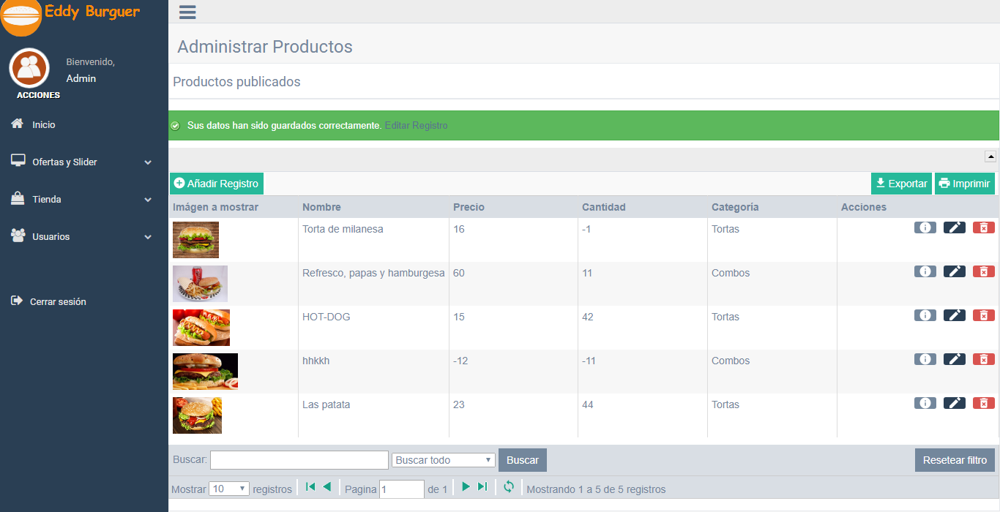 Eddy Burguer
Bienvenido,
Admin
ACCIONES
Inicio
Ofertas y Slider
Tienda
Usuarios
Cerrar sesión
Administrar Productos
Productos publicados
Sus datos han sido guardados correctamente. Editar Registro
Añadir Registro Exportar Imprimir
Imágen a mostrar Nombre Precio Cantidad Categoría Acciones
Torta de milanesa 16 -1 Tortas
Refresco, papas y hamburgesa 60 11 Combos
HOT-DOG 15 42 Tortas
hhkkh -12 -11 Combos
Las patata 23 44 Tortas
Buscar: Buscar todo Buscar Resetear filtro
Mostrar 10 registros Pagina 1 de 1 Mostrando 1 a 5 de 5 registros